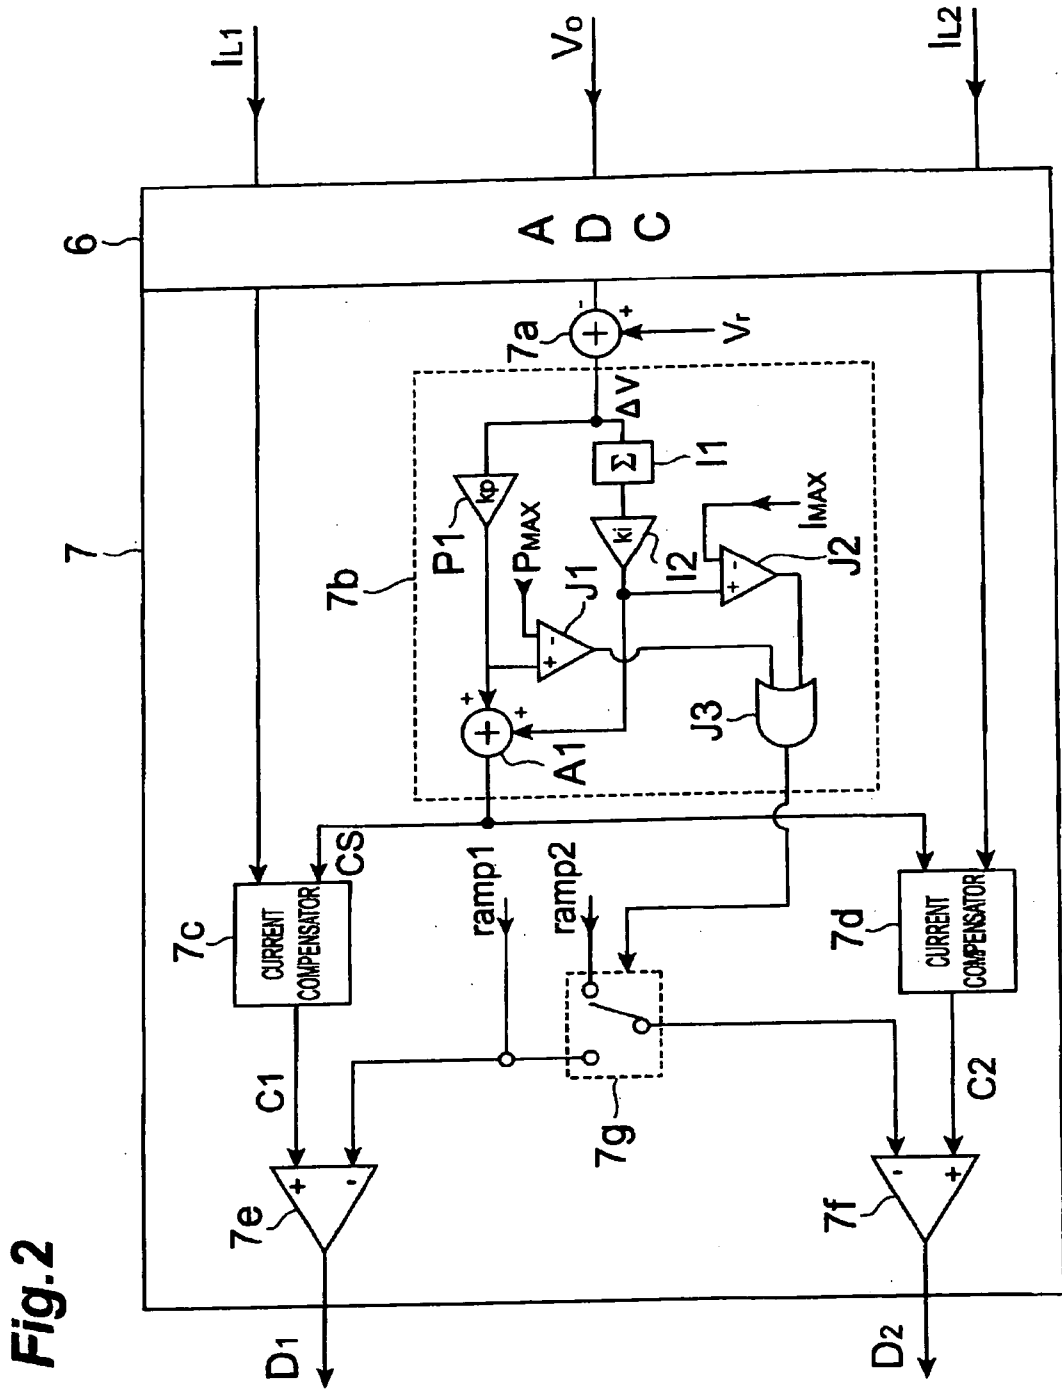 Fig.2
7
6
IL1
Vo
IL2
A D C
7a
-
+
+
Vr
ΔV
7b
P1
kp
PMAX
Σ
I1
ki
I2
J1
+
-
IMAX
J2
+
-
J3
A1
+
+
+
CS
7c
CURRENT
COMPENSATOR
7d
CURRENT
COMPENSATOR
ramp1
ramp2
7g
C1
C2
7e
+
-
7f
-
+
D1
D2